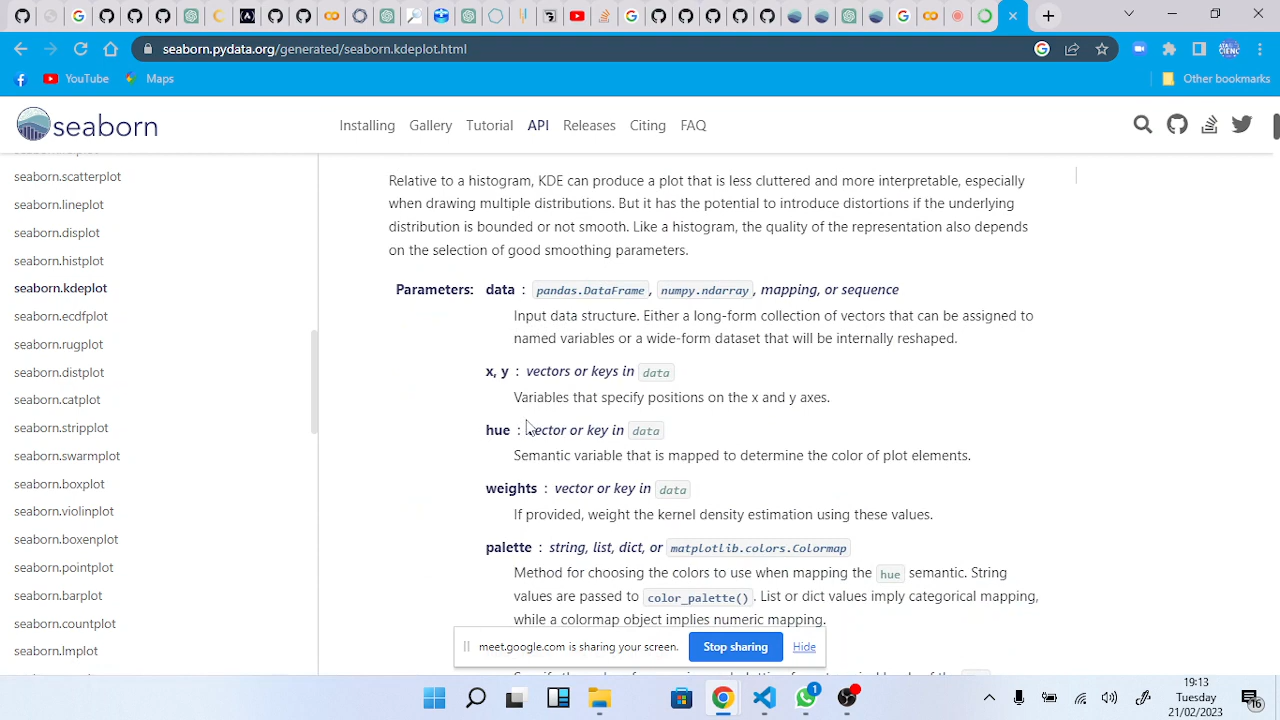 seaborn.pydata.org/generated/seaborn.kdeplot.html
YouTube
Maps
Other bookmarks
seaborn
Installing Gallery Tutorial API Releases Citing FAQ
seaborn.scatterplot
seaborn.lineplot
seaborn.displot
seaborn.histplot
seaborn.kdeplot
seaborn.ecdfplot
seaborn.rugplot
seaborn.distplot
seaborn.catplot
seaborn.stripplot
seaborn.swarmplot
seaborn.boxplot
seaborn.violinplot
seaborn.boxenplot
seaborn.pointplot
seaborn.barplot
seaborn.countplot
seaborn.lmplot
Relative to a histogram, KDE can produce a plot that is less cluttered and more interpretable, especially
when drawing multiple distributions. But it has the potential to introduce distortions if the underlying
distribution is bounded or not smooth. Like a histogram, the quality of the representation also depends
on the selection of good smoothing parameters.
Parameters: data : pandas.DataFrame, numpy.ndarray, mapping, or sequence
Input data structure. Either a long-form collection of vectors that can be assigned to
named variables or a wide-form dataset that will be internally reshaped.
x, y : vectors or keys in data
Variables that specify positions on the x and y axes.
hue : vector or key in data
Semantic variable that is mapped to determine the color of plot elements.
weights : vector or key in data
If provided, weight the kernel density estimation using these values.
palette : string, list, dict, or matplotlib.colors.Colormap
Method for choosing the colors to use when mapping the hue semantic. String
values are passed to color_palette(). List or dict values imply categorical mapping,
while a colormap object implies numeric mapping.
meet.google.com is sharing your screen. Stop sharing Hide
1
19:13
Tuesday
21/02/2023
16